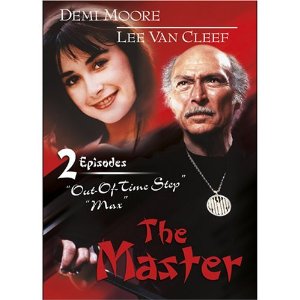 DEMI MOORE
LEE VAN CLEEF
2 Episodes
"Out-Of-Time Step"
"Max"
The
Master